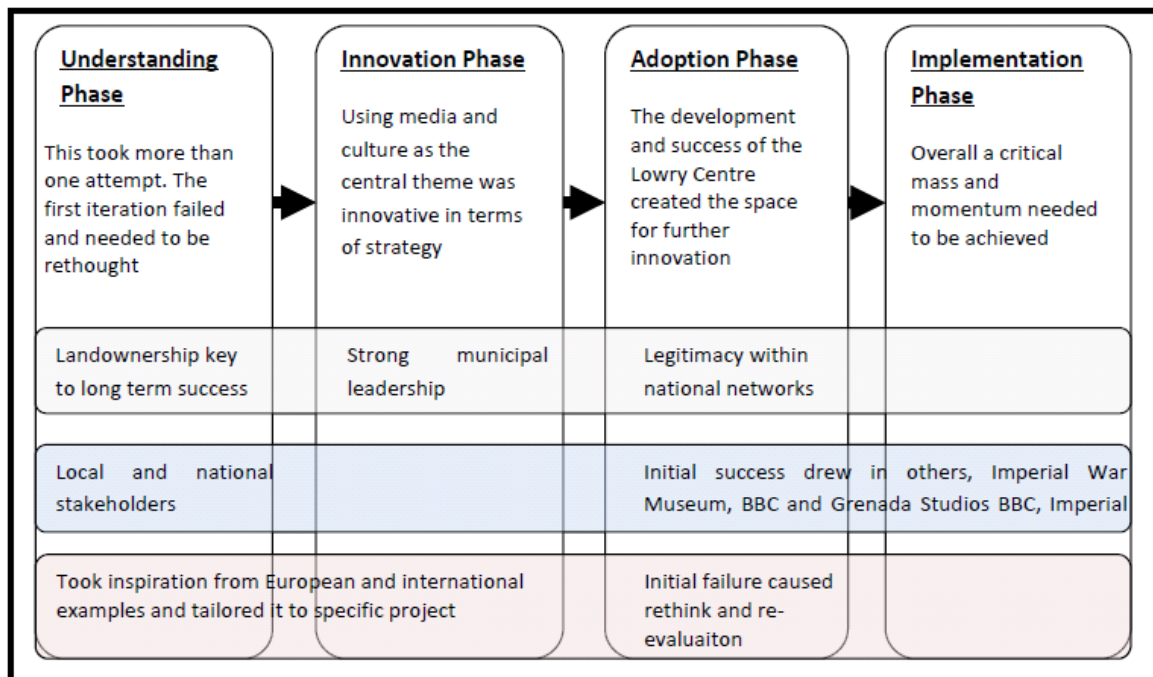 Understanding
Phase
This took more than
one attempt. The
first iteration failed
and needed to be
rethought
Innovation Phase
Using media and
culture as the
central theme was
innovative in terms
of strategy
Adoption Phase
The development
and success of the
Lowry Centre
created the space
for further
innovation
Implementation
Phase
Overall a critical
mass and
momentum needed
to be achieved
Landownership key
to long term success
Strong municipal
leadership
Legitimacy within
national networks
Local and national
stakeholders
Initial success drew in others, Imperial War
Museum, BBC and Grenada Studios BBC, Imperial
Took inspiration from European and international
examples and tailored it to specific project
Initial failure caused
rethink and re-
evaluaiton